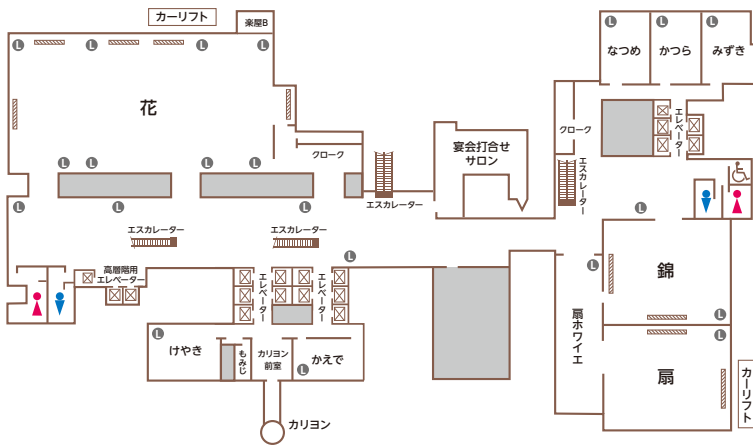 カーリフト
楽屋B
L
L
L
L
L
花
L
L
L
L
クローク
L
L
L
エスカレーター
エスカレーター
エスカレーター
L
高層階用
エレベーター
エレベーター
エレベーター
L
けやき
もみじ
カリヨン
前室
かえで
L
カリヨン
宴会打合せ
サロン
L
L
なつめ
かつら
みずき
クローク
エレベーター
エスカレーター
L
L
錦
L
扇ホワイエ
L
扇
カーリフト